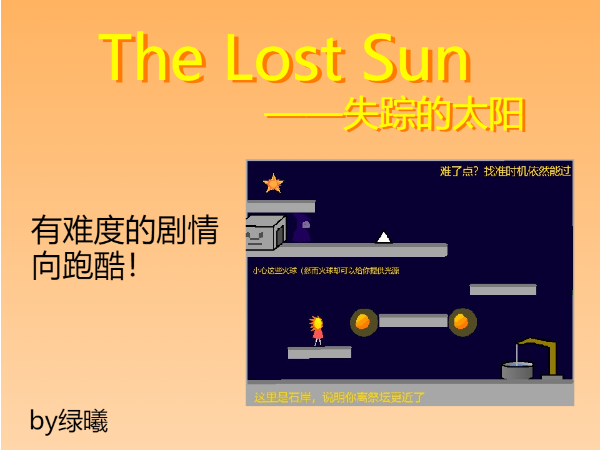 The Lost Sun
——失踪的太阳
难了点？找准时机依然能过
有难度的剧情
向跑酷！
小心这些火球（然而火球却可以给你提供光源
这里是石岸，说明你离祭坛更近了
by绿曦